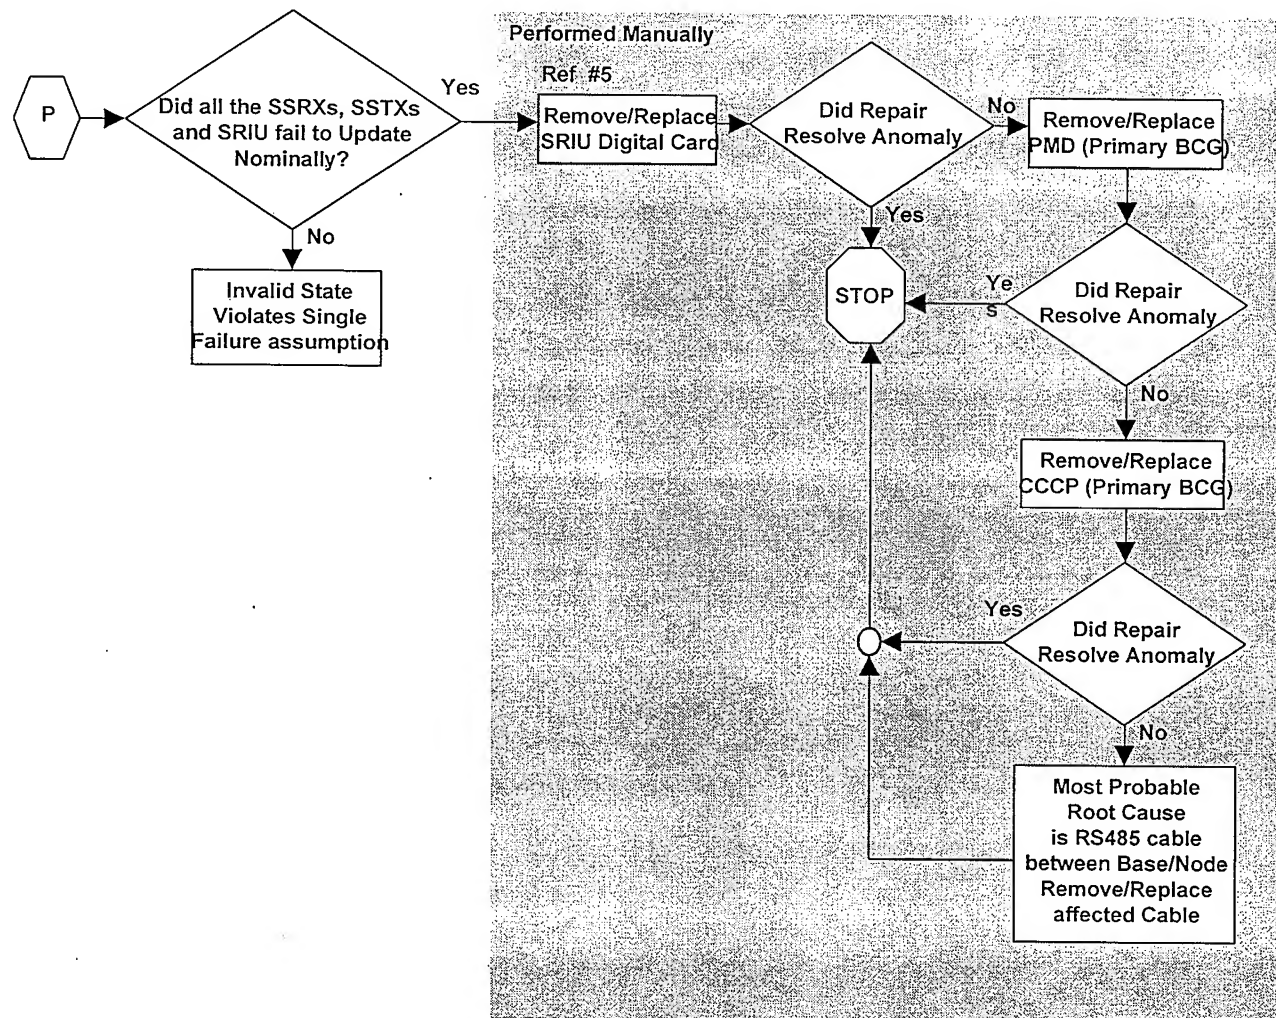 Performed Manually
P
Did all the SSRXs, SSTXs
and SRIU fail to Update
Nominally?
Yes
No
Invalid State
Violates Single
Failure assumption
Ref #5
Remove/Replace
SRIU Digital Card
Did Repair
Resolve Anomaly
No
Yes
Remove/Replace
PMD (Primary BCG)
STOP
Ye
s
Did Repair
Resolve Anomaly
No
Remove/Replace
CCCP (Primary BCG)
Yes
Did Repair
Resolve Anomaly
No
Most Probable
Root Cause
is RS485 cable
between Base/Node
Remove/Replace
affected Cable